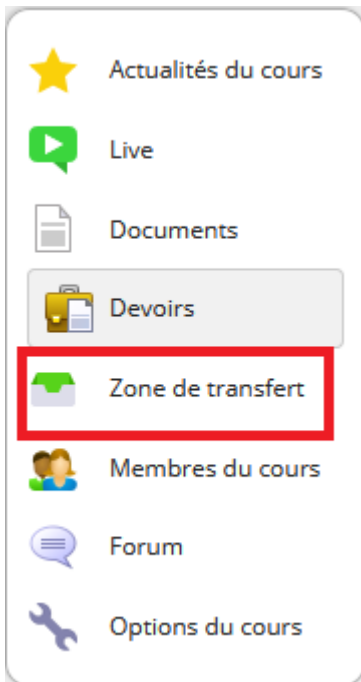 Actualités du cours
Live
Documents
Devoirs
Zone de transfert
Membres du cours
Forum
Options du cours